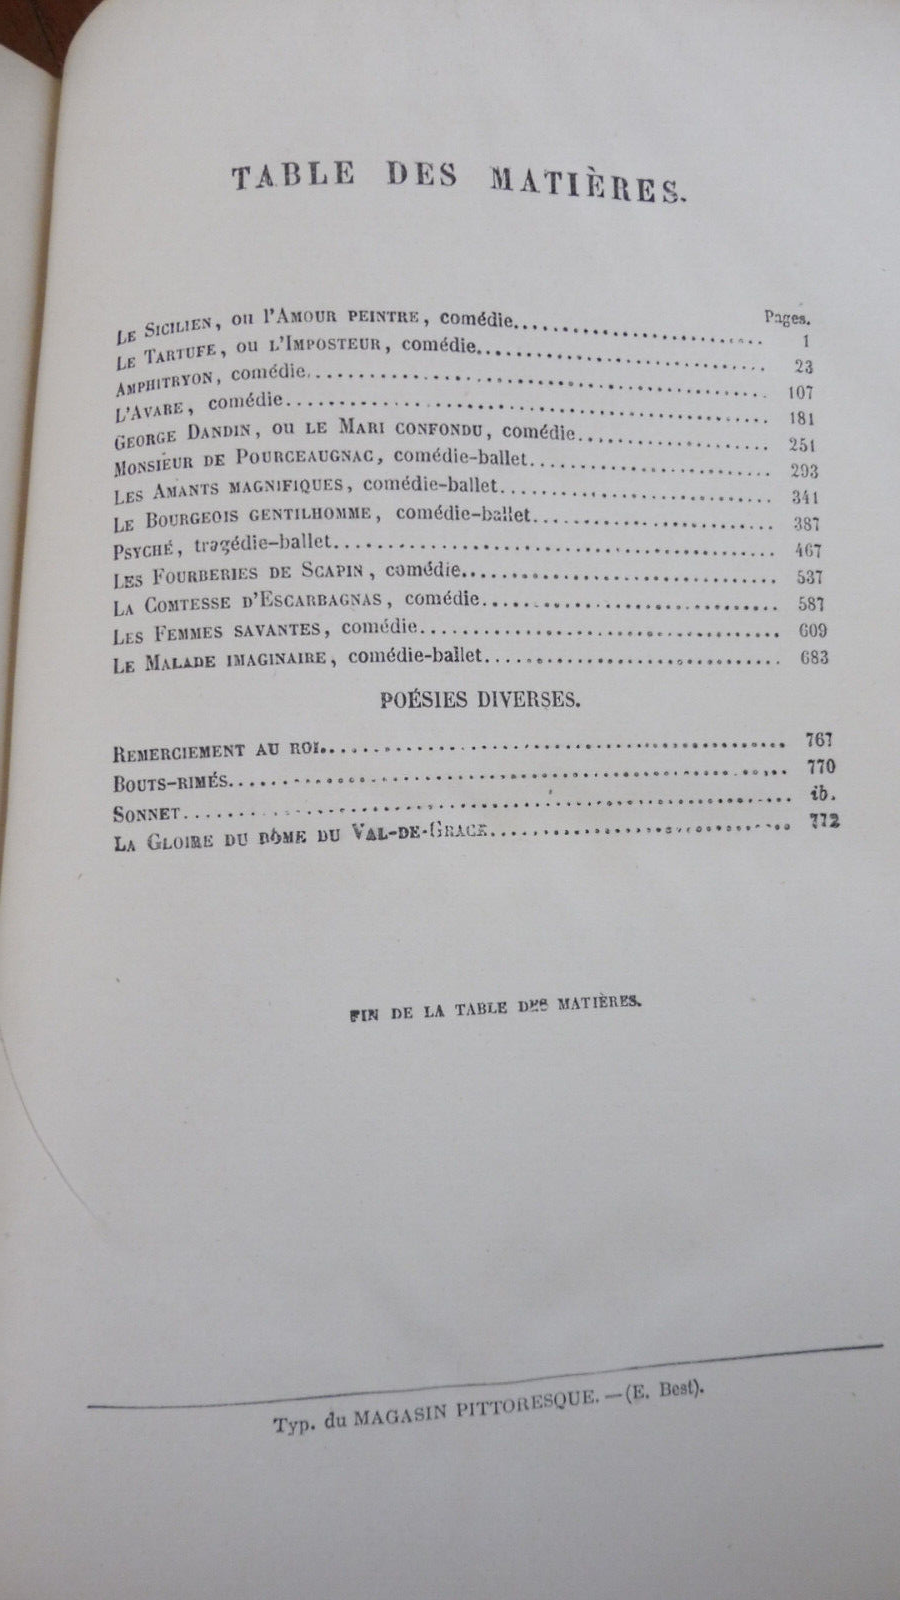 TABLE DES MATIÈRES.
Pages.
LE SICILIEN, ou l'AMOUR PEINTRE, comédie.................... 1
LE TARTUFE, OU L'IMPOSTEUR, comédie.................... 23
AMPHITRYON, comédie.................... 107
L'AVARE, comédie.................... 181
GEORGE DANDIN, OU LE MARI CONFONDU, comédie.................... 251
MONSIEUR DE POURCEAUGNAC, comédie-ballet.................... 293
LES AMANTS MAGNIFIQUES, comédie-ballet.................... 341
LE BOURGEOIS GENTILHOMME, comédie-ballet.................... 387
PSYCHÉ, tragédie-ballet.................... 467
LES FOURBERIES DE SCAPIN, comédie.................... 537
LA COMTESSE D'ESCARBAGNAS, comédie.................... 587
LES FEMMES SAVANTES, comédie.................... 609
LE MALADE IMAGINAIRE, comédie-ballet.................... 683
POÉSIES DIVERSES.
REMERCIEMENT AU ROI.................... 767
BOUTS-RIMÉS.................... 770
SONNET.................... ib.
LA GLOIRE DU DÔME DU VAL-DE-GRACE.................... 772
FIN DE LA TABLE DES MATIÈRES.
Typ. du MAGASIN PITTORESQUE. — (E. Best).